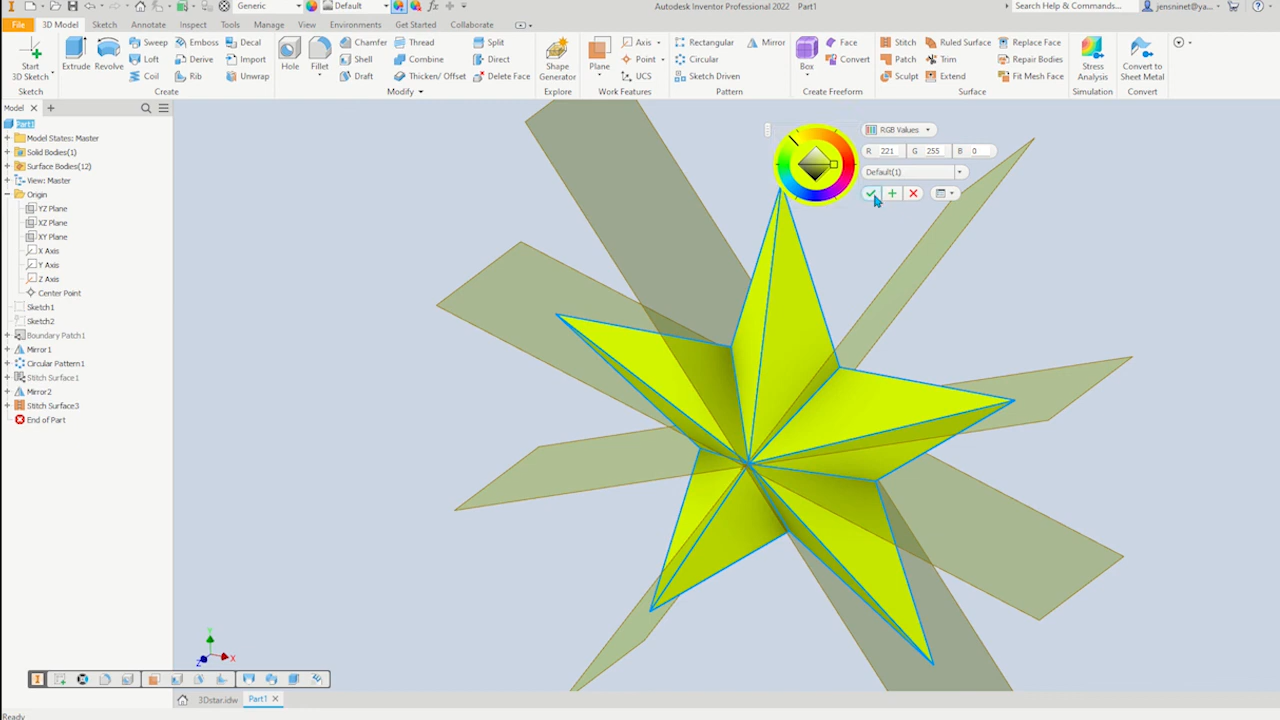 Generic
Default
fx
Autodesk Inventor Professional 2022 Part1
Search Help & Commands...
jensninet@ya...
File
3D Model
Sketch
Annotate
Inspect
Tools
Manage
View
Environments
Get Started
Collaborate
Start
3D Sketch
Sketch
Extrude
Revolve
Sweep
Loft
Coil
Emboss
Derive
Rib
Decal
Import
Unwrap
Create
Hole
Fillet
Chamfer
Shell
Draft
Thread
Combine
Thicken/ Offset
Split
Direct
Delete Face
Modify
Shape
Generator
Explore
Plane
Axis
Point
UCS
Work Features
Rectangular
Circular
Sketch Driven
Mirror
Pattern
Box
Face
Convert
Create Freeform
Stitch
Patch
Sculpt
Ruled Surface
Trim
Extend
Replace Face
Repair Bodies
Fit Mesh Face
Surface
Stress
Analysis
Simulation
Convert to
Sheet Metal
Convert
Model
Part1
Model States: Master
Solid Bodies(1)
Surface Bodies(12)
View: Master
Origin
YZ Plane
XZ Plane
XY Plane
X Axis
Y Axis
Z Axis
Center Point
Sketch1
Sketch2
Boundary Patch1
Mirror1
Circular Pattern1
Stitch Surface1
Mirror2
Stitch Surface3
End of Part
RGB Values
R 221 G 255 B 0
Default(1)
Y
Z
X
3Dstar.idw
Part1
Ready